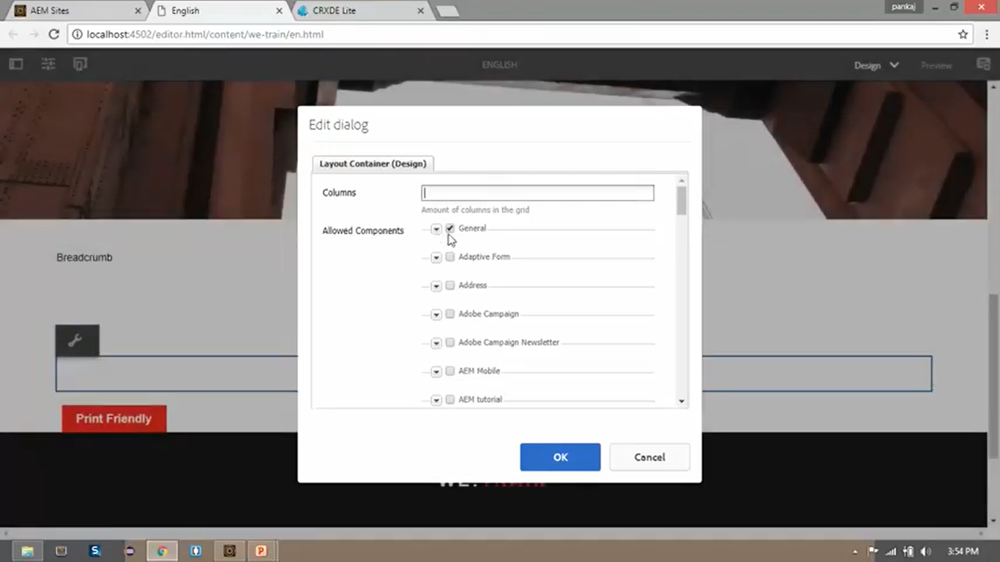 AEM Sites
English
CRXDE Lite
pankaj
localhost:4502/editor.html/content/we-train/en.html
ENGLISH
Design
Preview
Edit dialog
Layout Container (Design)
Columns
Amount of columns in the grid
Allowed Components
General
Adaptive Form
Address
Adobe Campaign
Adobe Campaign Newsletter
AEM Mobile
AEM tutorial
Breadcrumb
Print Friendly
OK
Cancel
3:54 PM